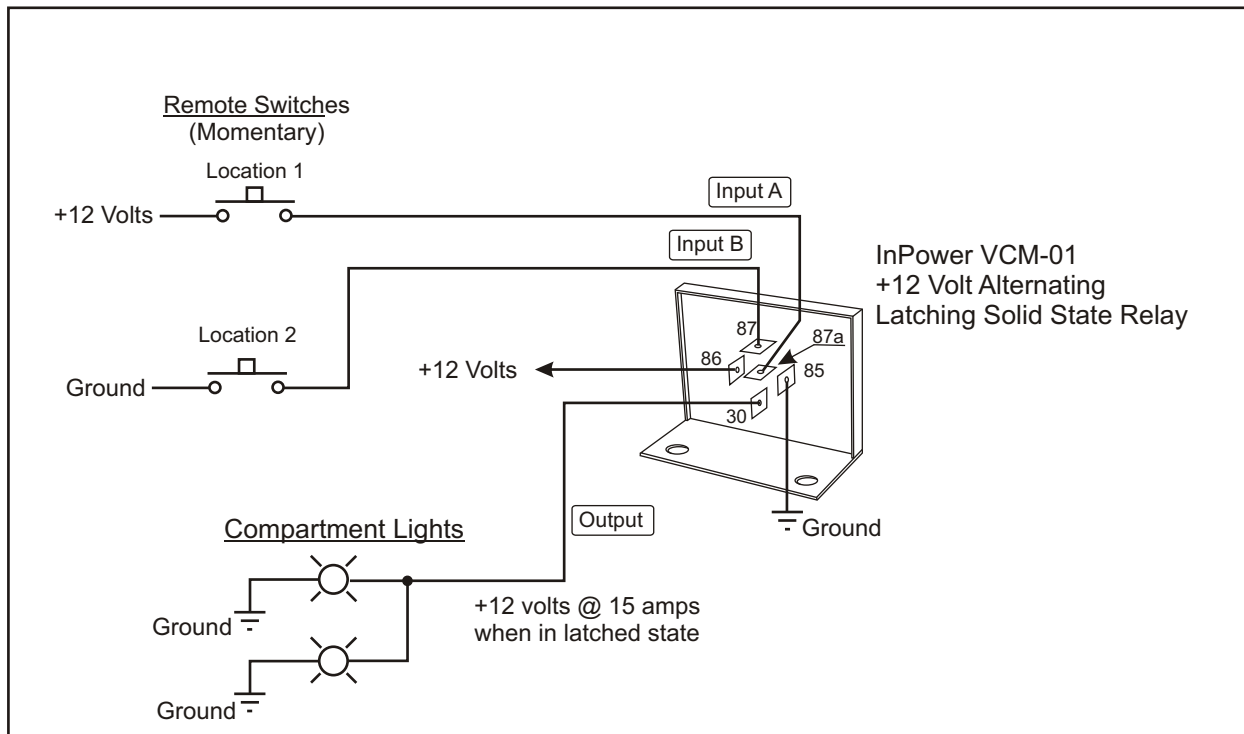 Remote Switches
(Momentary)
Location 1
+12 Volts
Input A
Input B
InPower VCM-01
+12 Volt Alternating
Latching Solid State Relay
87
87a
86
85
30
+12 Volts
Location 2
Ground
Output
Ground
Compartment Lights
+12 volts @ 15 amps
when in latched state
Ground
Ground